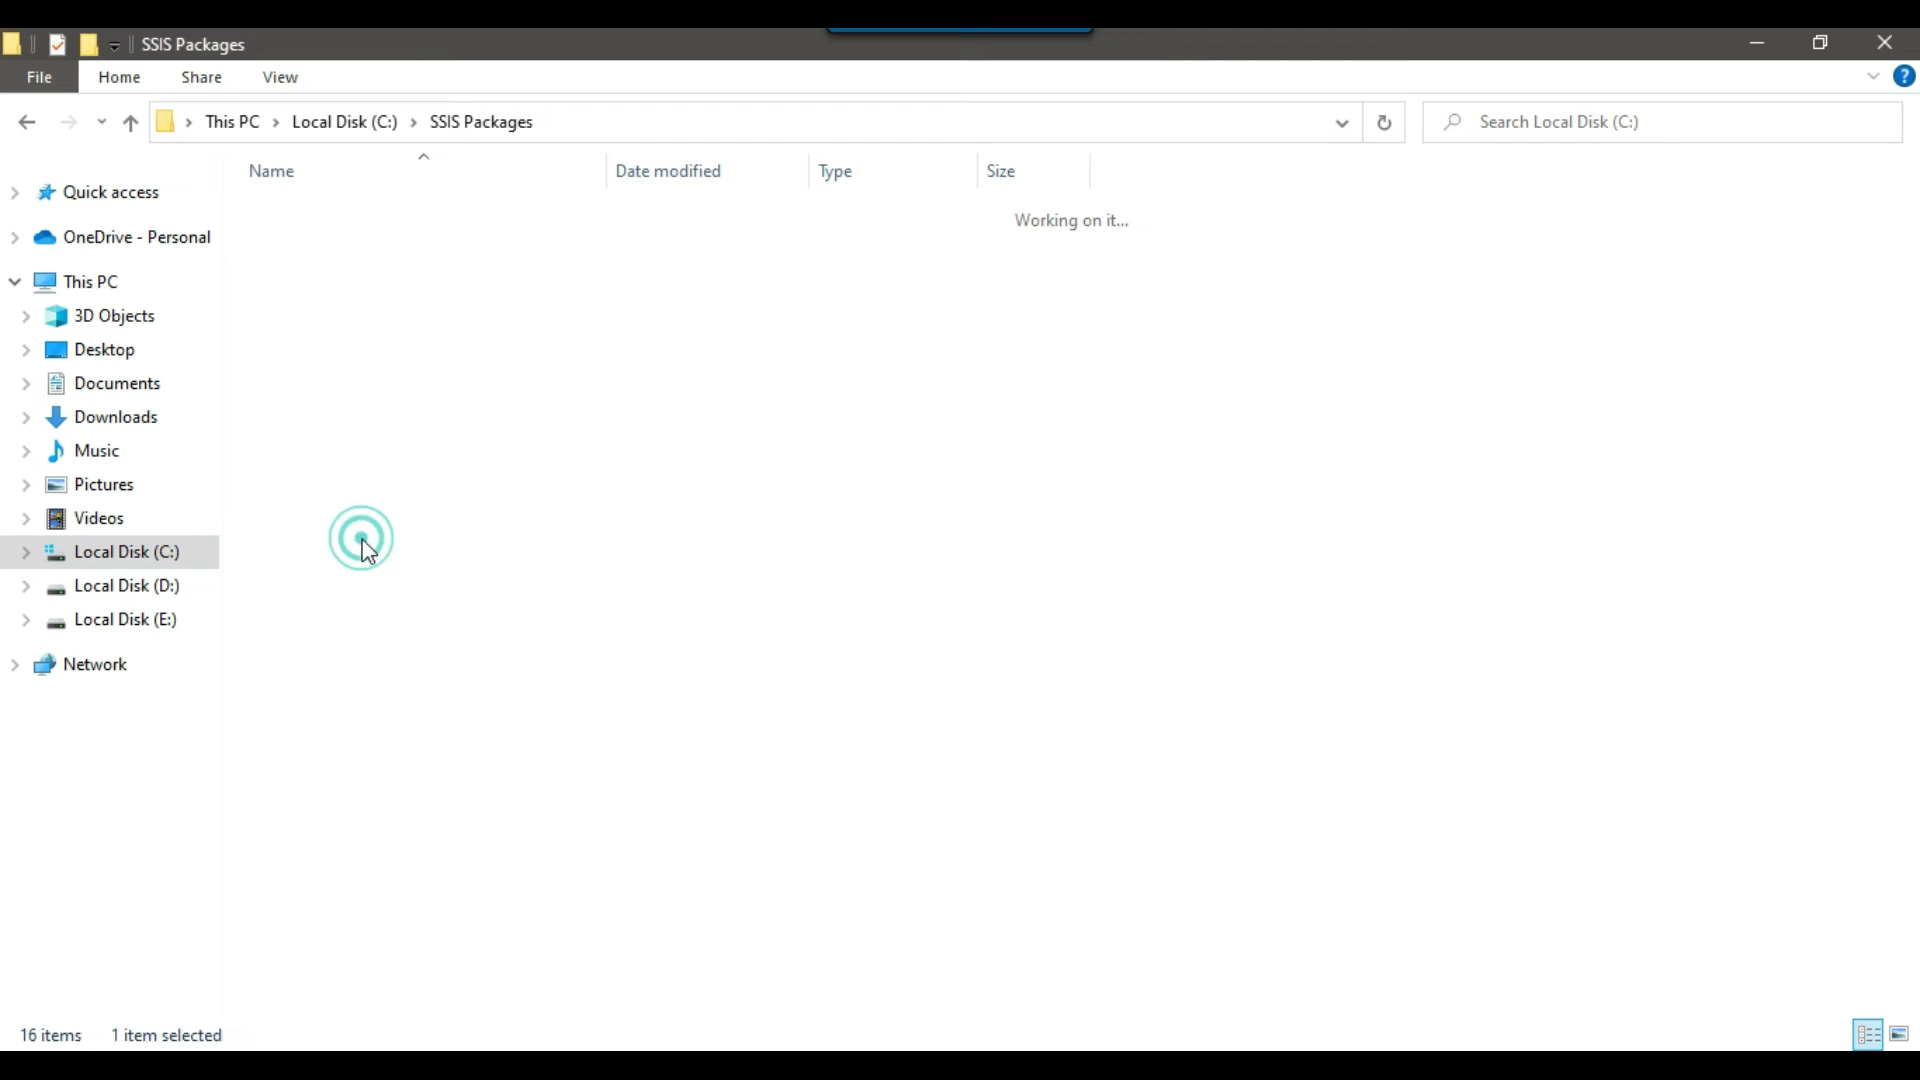 SSIS Packages
File Home Share View
?
This PC Local Disk (C:) SSIS Packages
Search Local Disk (C:)
Name Date modified Type Size
Working on it...
Quick access
OneDrive - Personal
This PC
3D Objects
Desktop
Documents
Downloads
Music
Pictures
Videos
Local Disk (C:)
Local Disk (D:)
Local Disk (E:)
Network
16 items 1 item selected